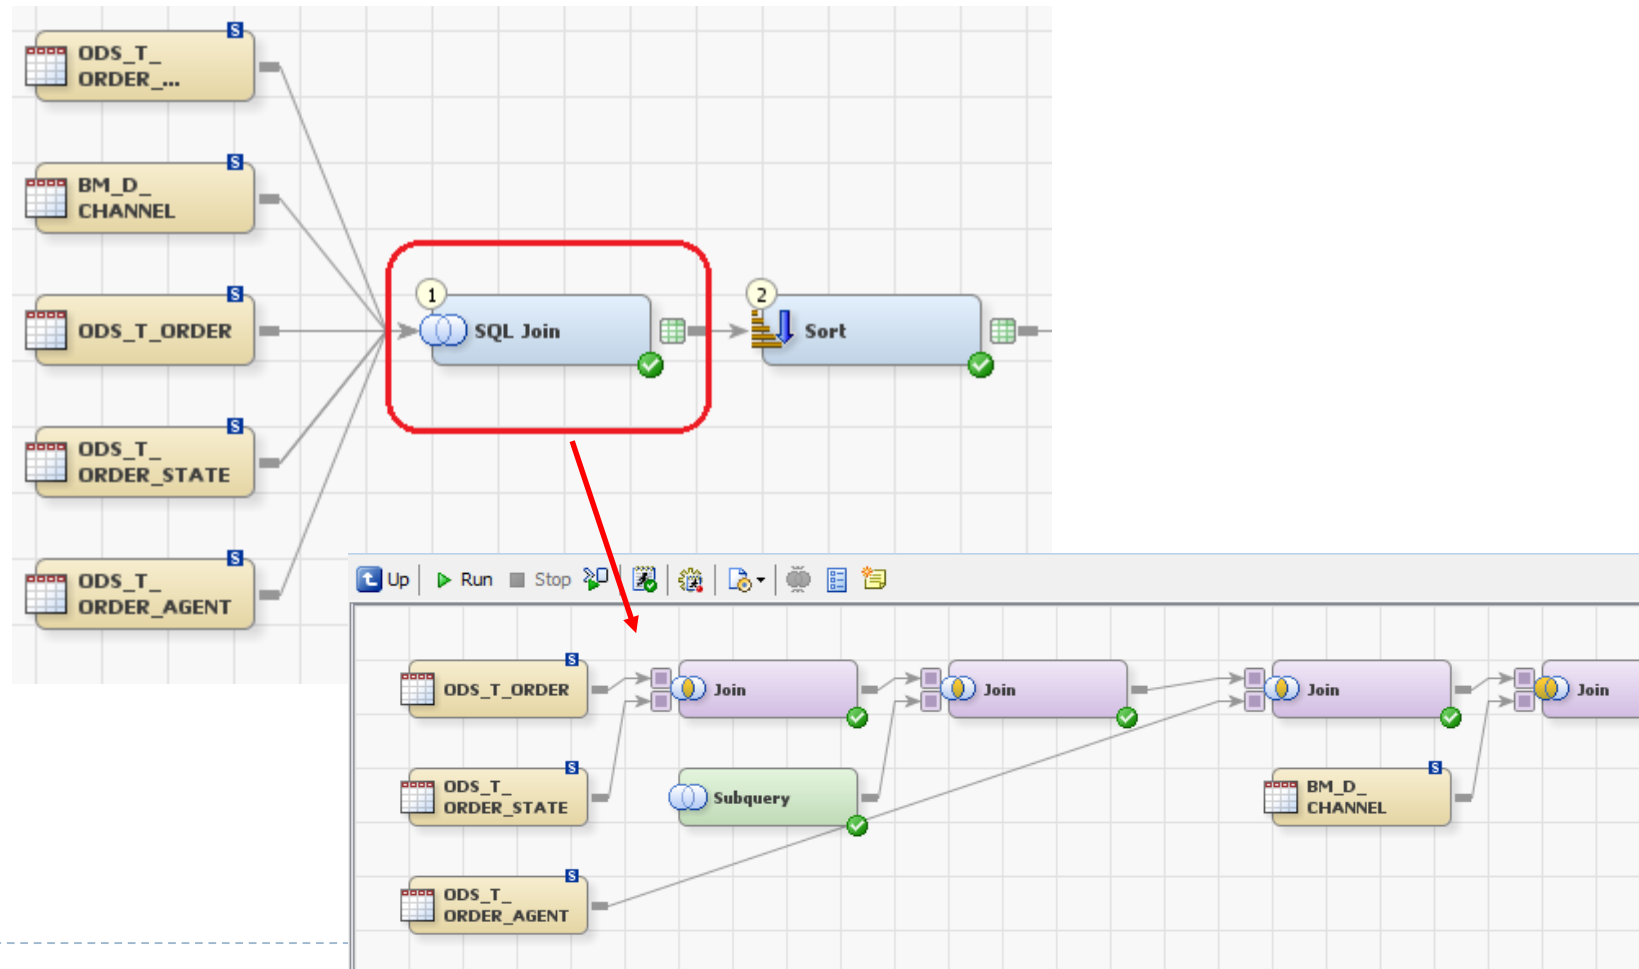 S
ODS_T_
ORDER_...
S
BM_D_
CHANNEL
S
ODS_T_ORDER
1
SQL Join
2
Sort
S
ODS_T_
ORDER_STATE
S
ODS_T_
ORDER_AGENT
Up Run Stop
S
ODS_T_ORDER
Join
Join
Join
Join
S
ODS_T_
ORDER_STATE
Subquery
S
BM_D_
CHANNEL
S
ODS_T_
ORDER_AGENT